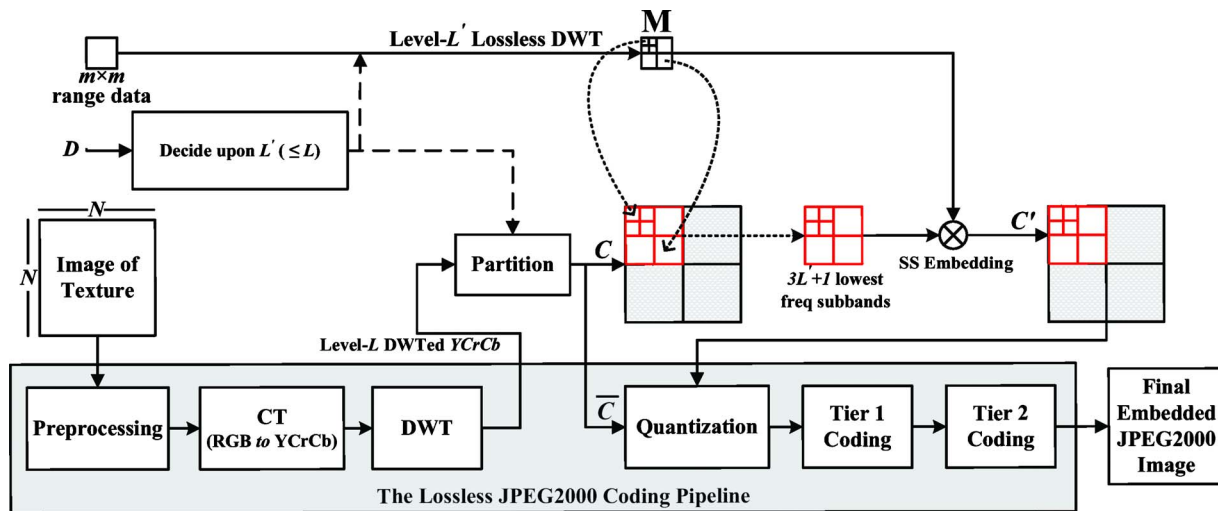 M
Level-L' Lossless DWT
m×m
range data
D
Decide upon L' (≤ L)
N
N
Image of
Texture
Partition
C
3L'+1 lowest
freq subbands
SS Embedding
C'
Level-L DWTed YCrCb
Preprocessing
CT
(RGB to YCrCb)
DWT
C̅
Quantization
Tier 1
Coding
Tier 2
Coding
Final
Embedded
JPEG2000
Image
The Lossless JPEG2000 Coding Pipeline